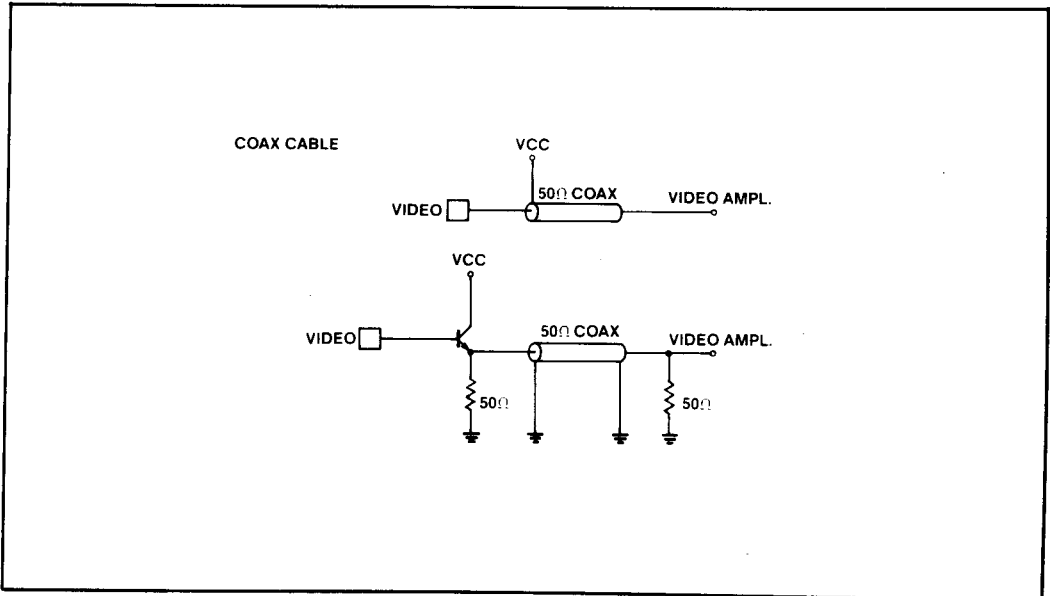 COAX CABLE
VCC
50Ω COAX
VIDEO
VIDEO AMPL.
VCC
50Ω COAX
VIDEO
VIDEO AMPL.
50Ω
50Ω